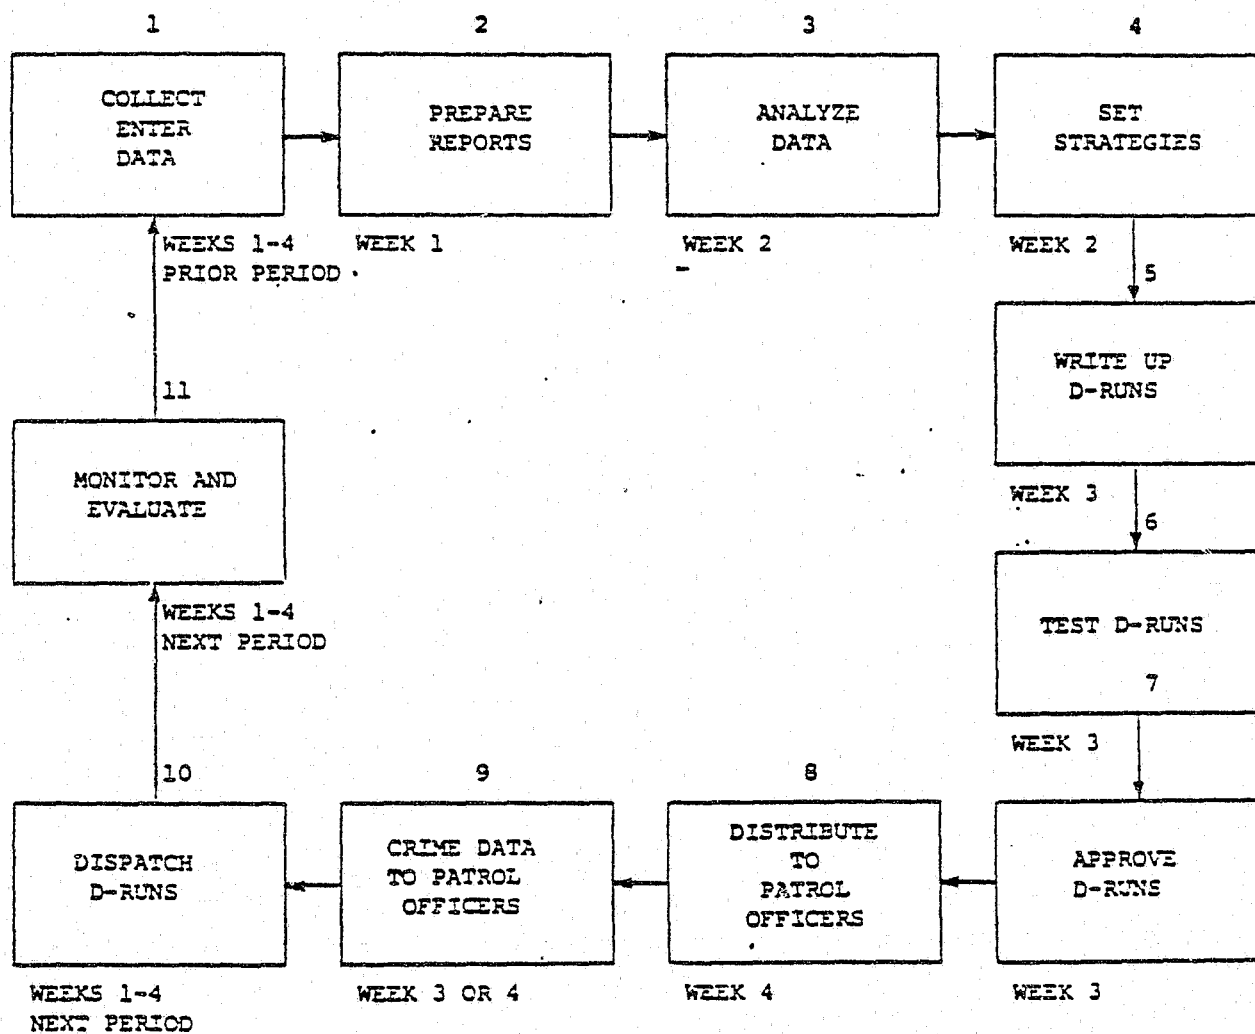 1
COLLECT
ENTER
DATA
WEEKS 1-4
PRIOR PERIOD
2
PREPARE
REPORTS
WEEK 1
3
ANALYZE
DATA
WEEK 2
4
SET
STRATEGIES
WEEK 2
5
WRITE UP
D-RUNS
WEEK 3
6
TEST D-RUNS
WEEK 3
7
APPROVE
D-RUNS
WEEK 3
8
DISTRIBUTE
TO
PATROL
OFFICERS
WEEK 4
9
CRIME DATA
TO PATROL
OFFICERS
WEEK 3 OR 4
10
DISPATCH
D-RUNS
WEEKS 1-4
NEXT PERIOD
11
MONITOR AND
EVALUATE
WEEKS 1-4
NEXT PERIOD